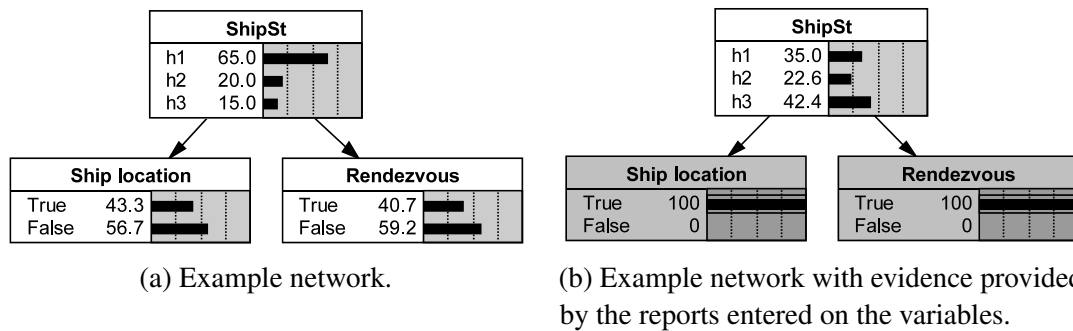 ShipSt
h1 65.0
h2 20.0
h3 15.0
Ship location
True 43.3
False 56.7
Rendezvous
True 40.7
False 59.2
(a) Example network.
ShipSt
h1 35.0
h2 22.6
h3 42.4
Ship location
True 100
False 0
Rendezvous
True 100
False 0
(b) Example network with evidence provided
by the reports entered on the variables.